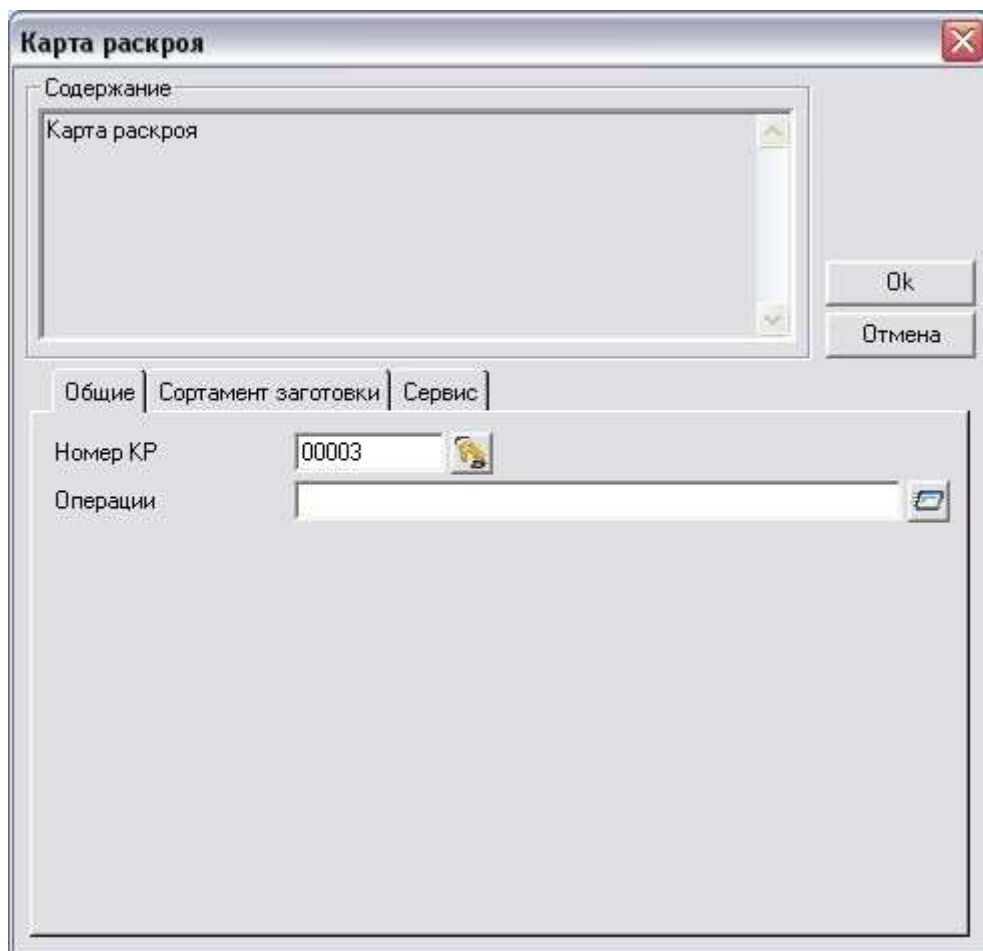 Карта раскроя
Содержание
Карта раскроя
Ok
Отмена
Общие Сортамент заготовки Сервис
Номер КР 00003
Операции